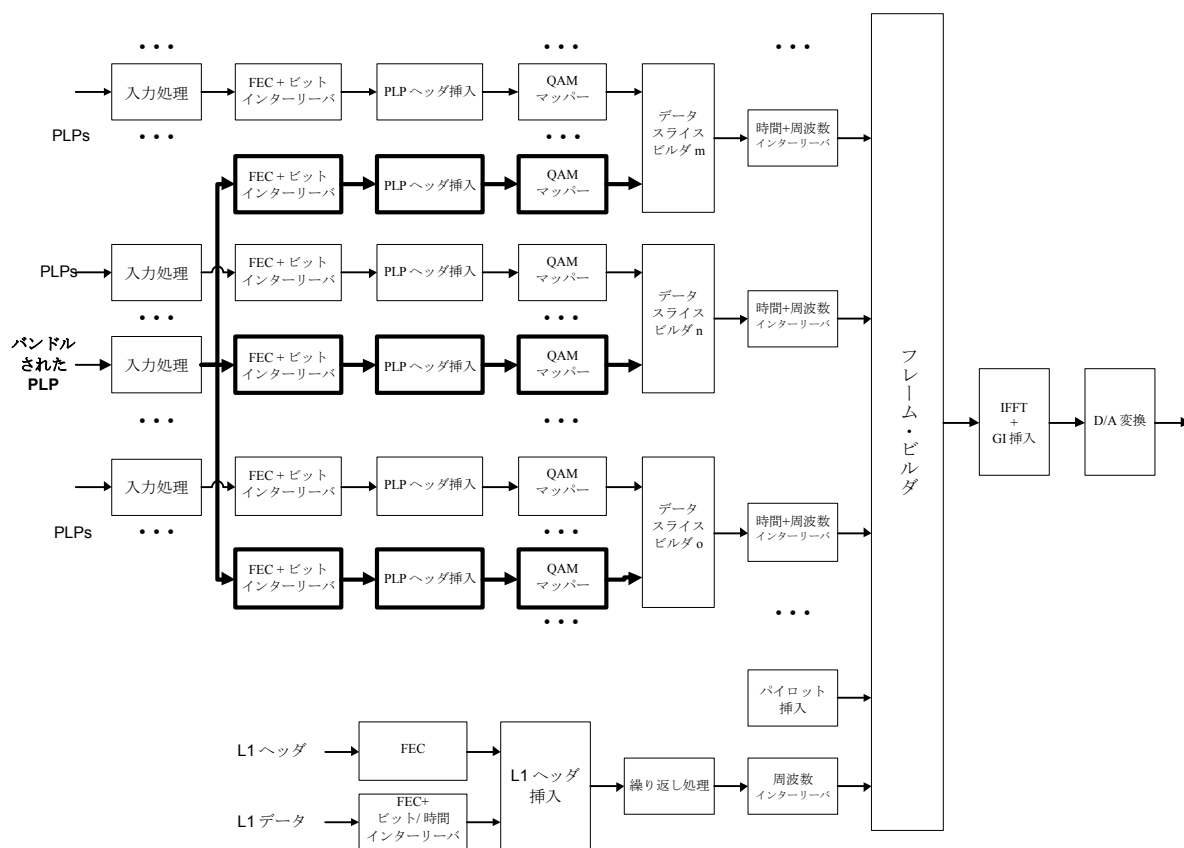 • • •
• • •
• • •
入力処理
FEC + ビット
インターリーバ
PLP ヘッダ挿入
QAM
マッパー
PLPs
• • •
• • •
データ
スライス
ビルダ m
時間+周波数
インターリーバ
FEC + ビット
インターリーバ
PLP ヘッダ挿入
QAM
マッパー
PLPs
入力処理
FEC + ビット
インターリーバ
PLP ヘッダ挿入
QAM
マッパー
• • •
• • •
データ
スライス
ビルダ n
時間+周波数
インターリーバ
バンドル
された
PLP
入力処理
FEC + ビット
インターリーバ
PLP ヘッダ挿入
QAM
マッパー
• • •
• • •
フレーム・ビルダ
IFFT
+
GI 挿入
D/A 変換
入力処理
FEC + ビット
インターリーバ
PLP ヘッダ挿入
QAM
マッパー
PLPs
• • •
• • •
データ
スライス
ビルダ o
時間+周波数
インターリーバ
FEC + ビット
インターリーバ
PLP ヘッダ挿入
QAM
マッパー
• • •
• • •
パイロット
挿入
L1 ヘッダ
FEC
L1 ヘッダ
挿入
繰り返し処理
周波数
インターリーバ
L1 データ
FEC+
ビット/ 時間
インターリーバ